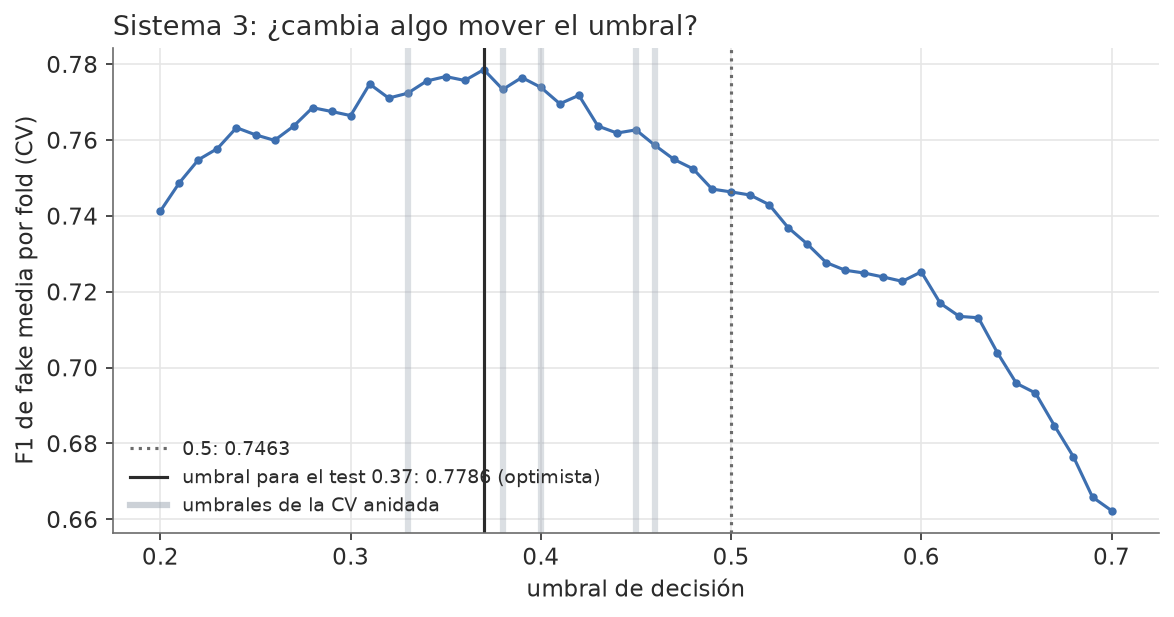 Sistema 3: ¿cambia algo mover el umbral?
F1 de fake media por fold (CV)
0.78
0.76
0.74
0.72
0.70
0.68
0.66
0.5: 0.7463
umbral para el test 0.37: 0.7786 (optimista)
umbrales de la CV anidada
0.2 0.3 0.4 0.5 0.6 0.7
umbral de decisión